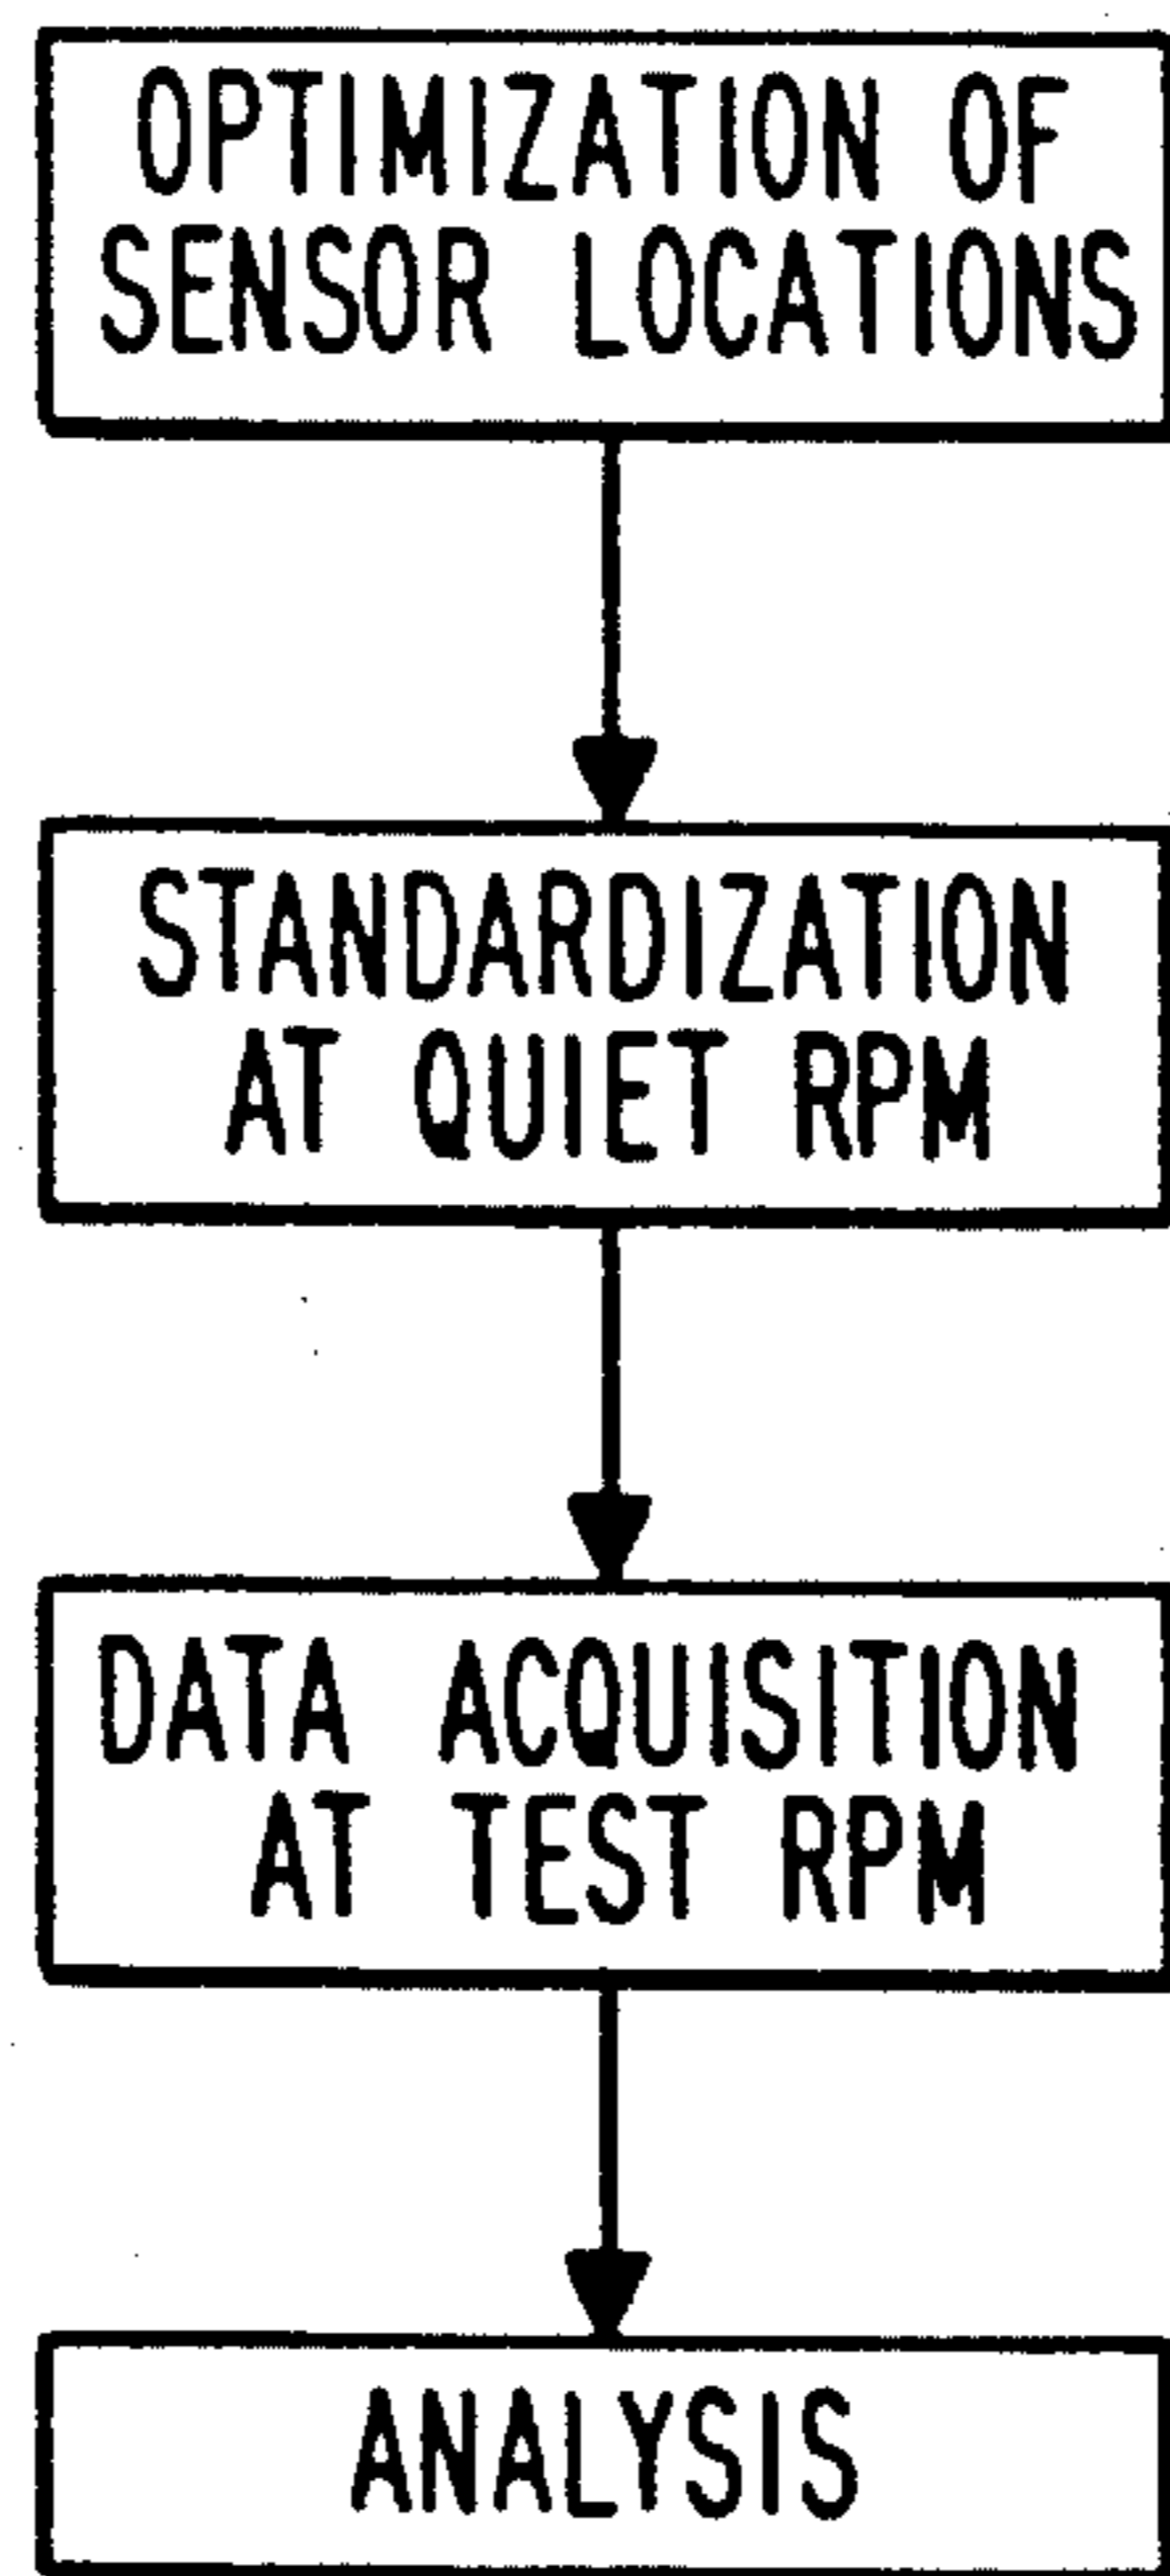 OPTIMIZATION OF
SENSOR LOCATIONS
STANDARDIZATION
AT QUIET RPM
DATA ACQUISITION
AT TEST RPM
ANALYSIS